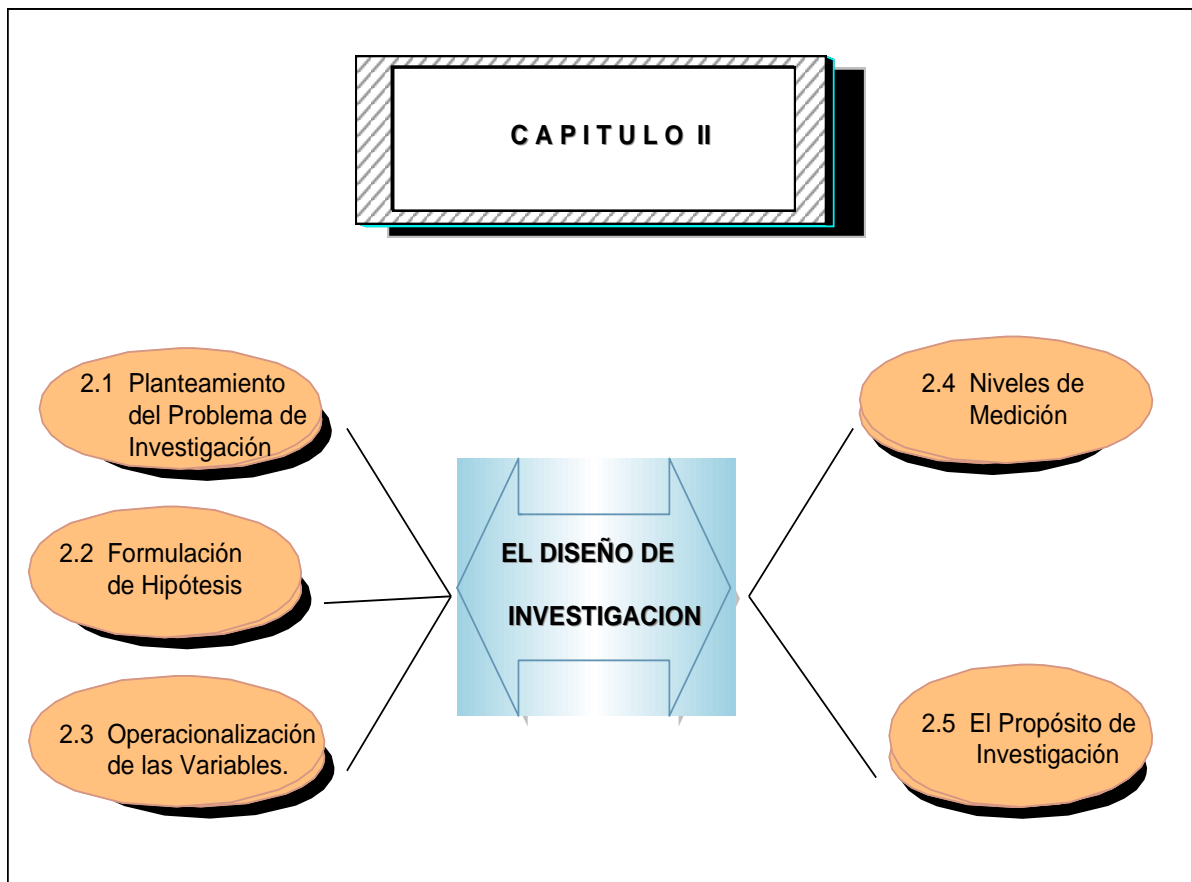 C A P I T U L O II
2.1 Planteamiento
del Problema de
Investigación
2.2 Formulación
de Hipótesis
2.3 Operacionalización
de las Variables.
EL DISEÑO DE
INVESTIGACION
2.4 Niveles de
Medición
2.5 El Propósito de
Investigación